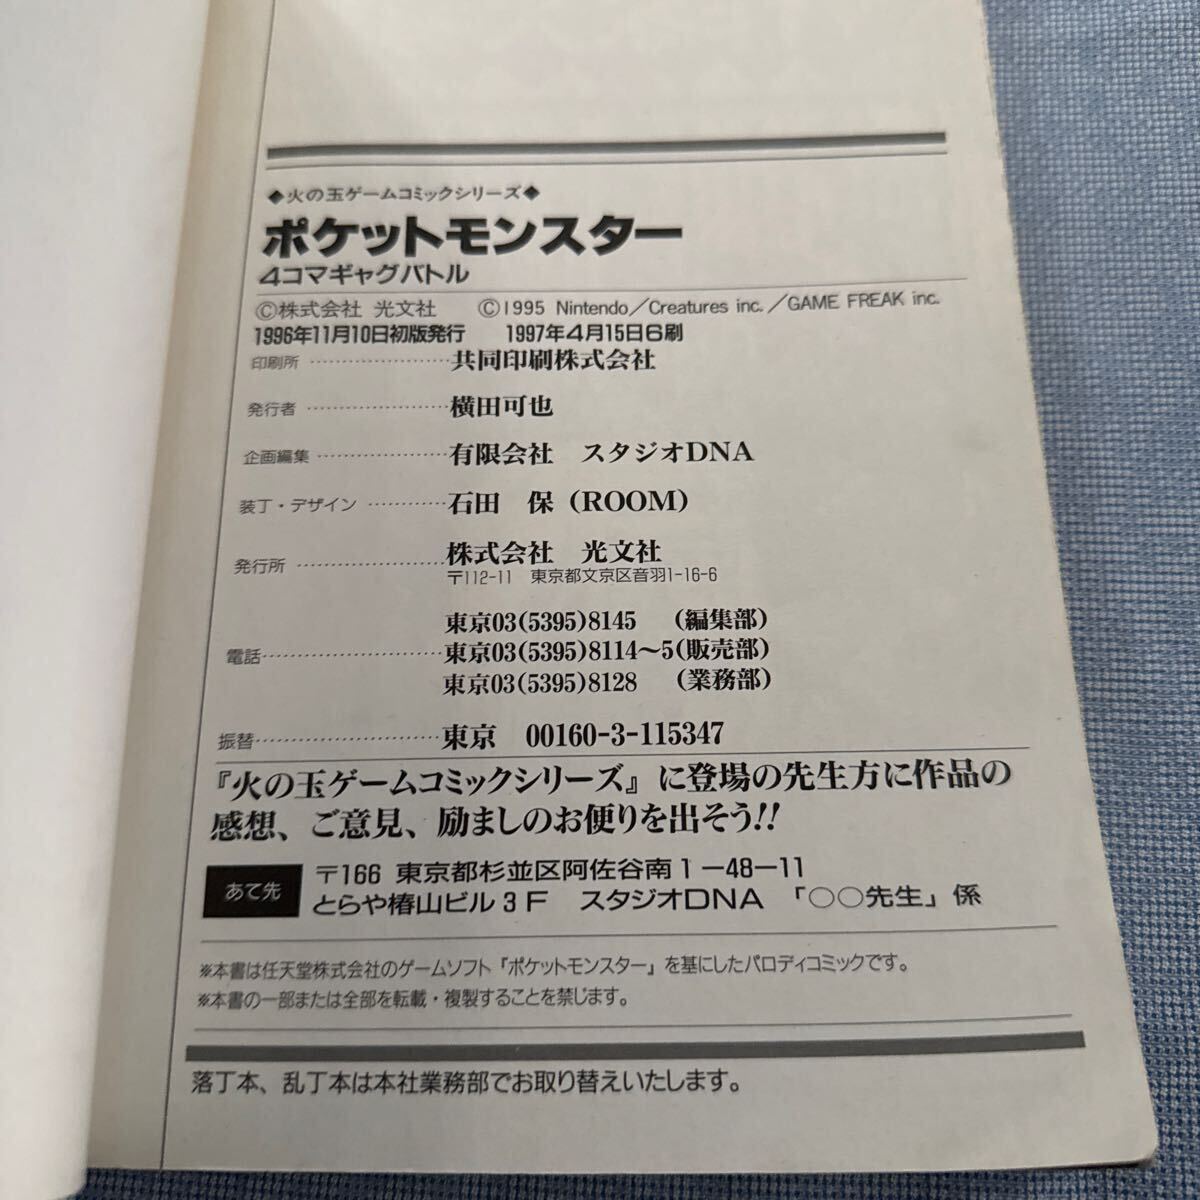 ◆火の玉ゲームコミックシリーズ◆
ポケットモンスター
4コマギャグバトル
©株式会社 光文社　©1995 Nintendo／Creatures inc.／GAME FREAK inc.
1996年11月10日初版発行　1997年4月15日6刷
印刷所………………共同印刷株式会社
発行者………………横田可也
企画編集………………有限会社　スタジオDNA
装丁・デザイン…………石田　保（ROOM）
発行所………………株式会社　光文社
〒112-11　東京都文京区音羽1-16-6
東京03(5395)8145　（編集部）
電話………………東京03(5395)8114〜5(販売部)
東京03(5395)8128　（業務部）
振替………………東京　00160-3-115347
『火の玉ゲームコミックシリーズ』に登場の先生方に作品の
感想、ご意見、励ましのお便りを出そう!!
あて先　〒166 東京都杉並区阿佐谷南1−48−11
とらや椿山ビル3F　スタジオDNA　「○○先生」係
※本書は任天堂株式会社のゲームソフト『ポケットモンスター』を基にしたパロディコミックです。
※本書の一部または全部を転載・複製することを禁じます。
落丁本、乱丁本は本社業務部でお取り替えいたします。